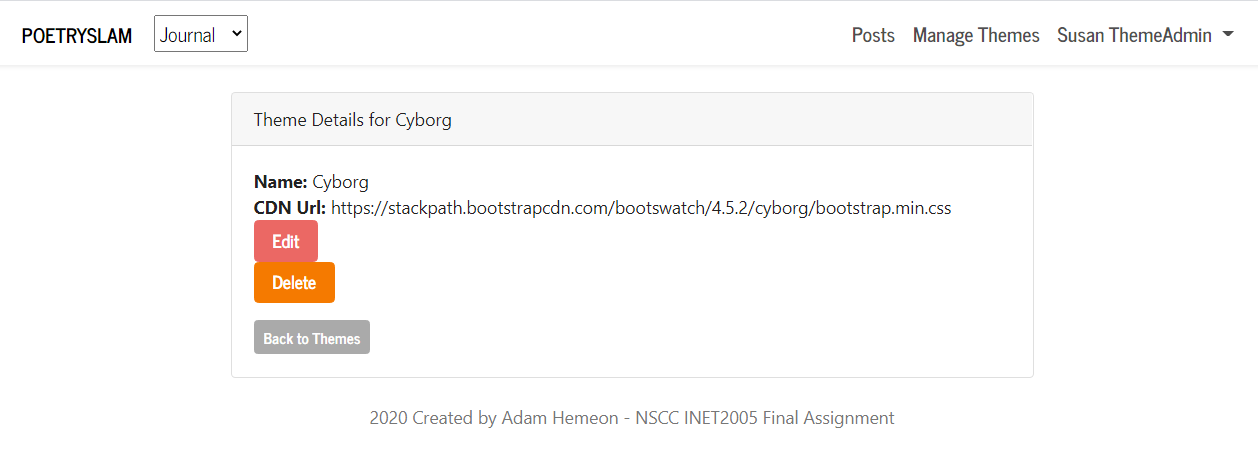 POETRYSLAM Journal Posts Manage Themes Susan ThemeAdmin
Theme Details for Cyborg
Name: Cyborg
CDN Url: https://stackpath.bootstrapcdn.com/bootswatch/4.5.2/cyborg/bootstrap.min.css
Edit
Delete
Back to Themes
2020 Created by Adam Hemeon - NSCC INET2005 Final Assignment